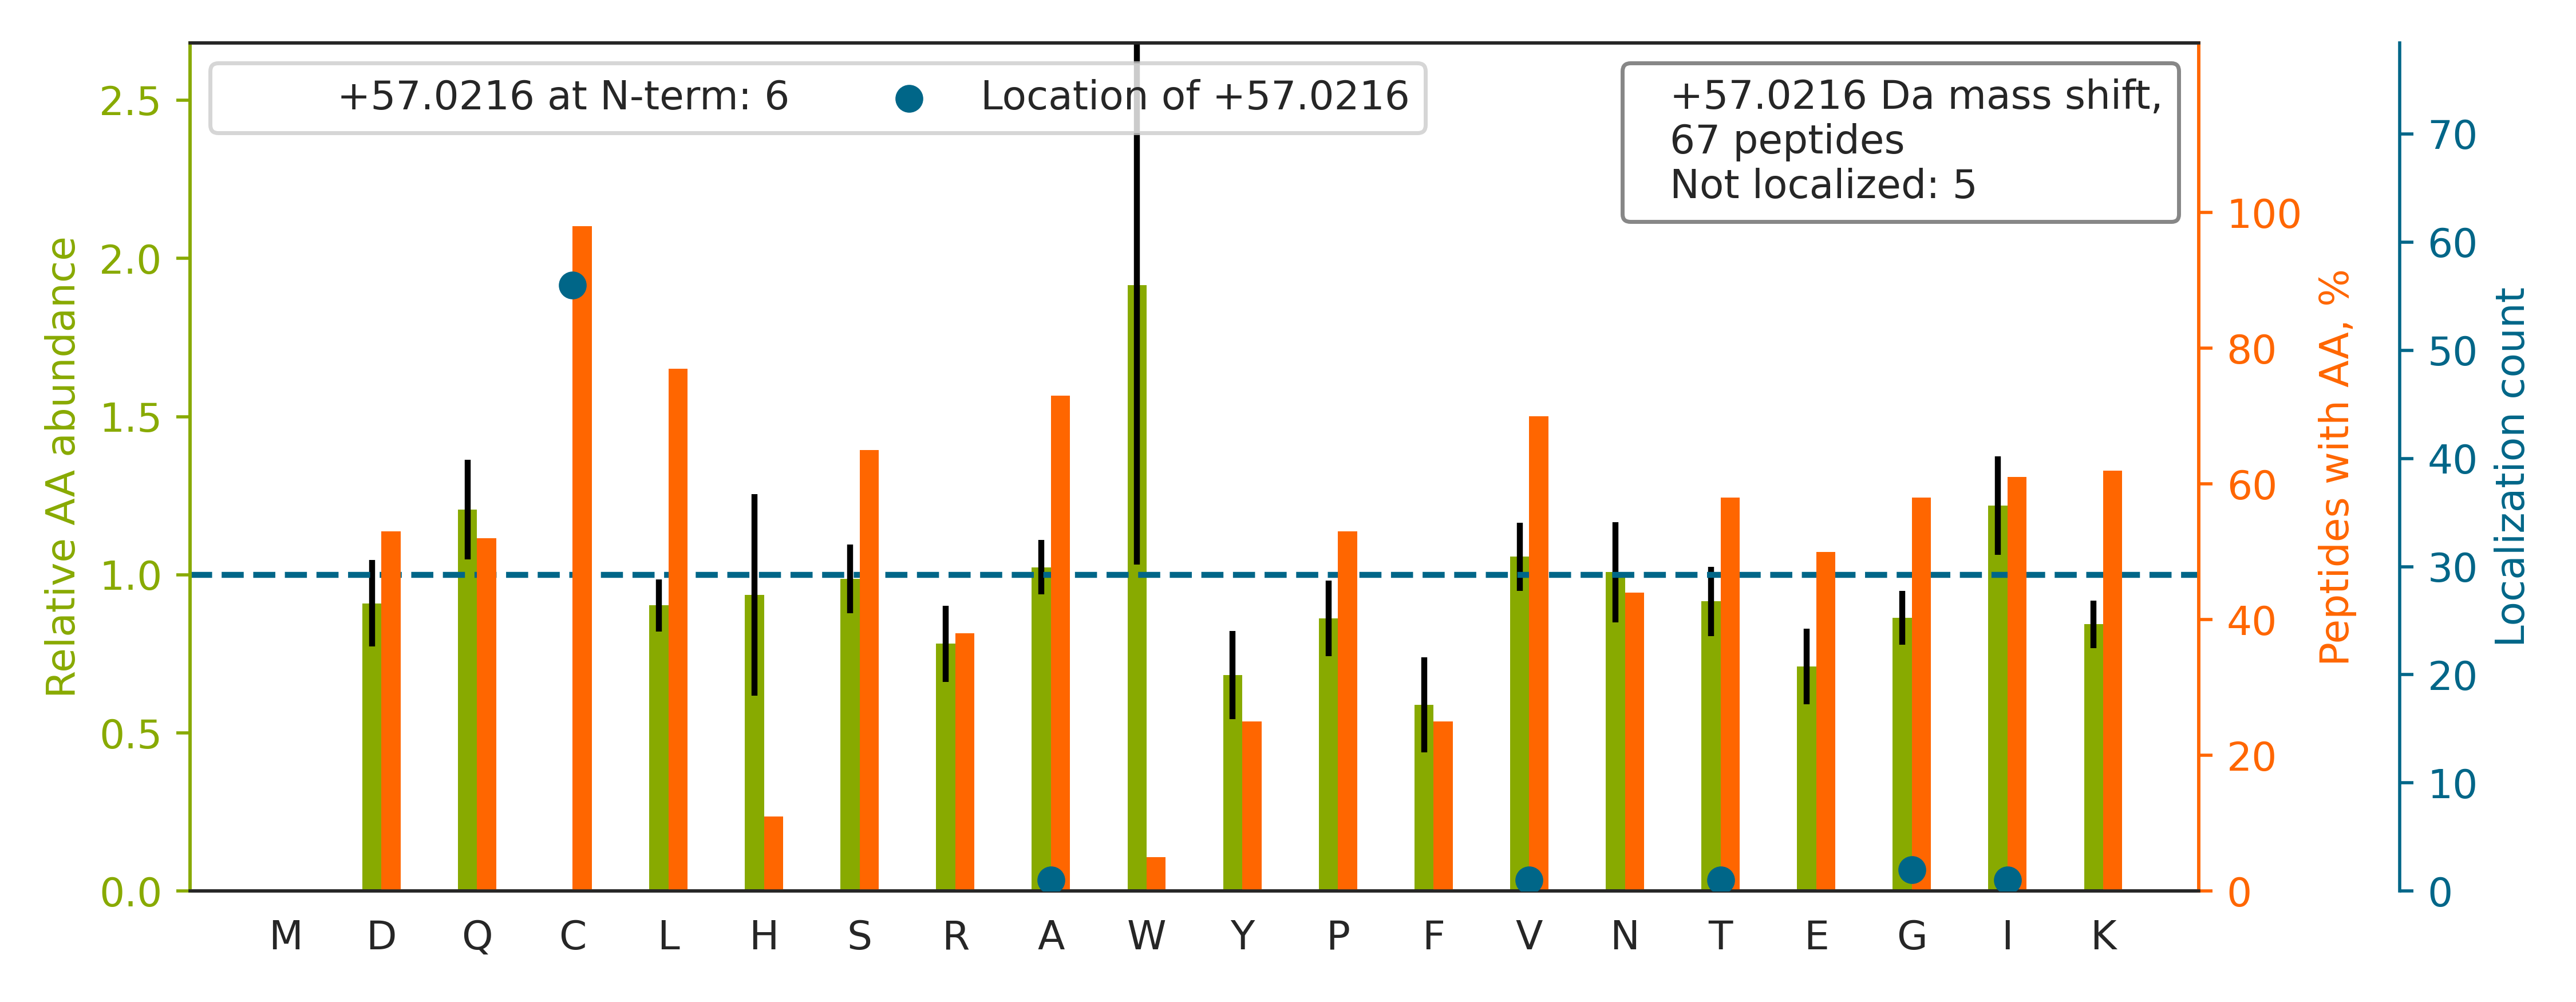 +57.0216 at N-term: 6
Location of +57.0216
+57.0216 Da mass shift,
67 peptides
Not localized: 5
Relative AA abundance
2.5
2.0
1.5
1.0
0.5
0.0
Peptides with AA, %
100
80
60
40
20
0
Localization count
70
60
50
40
30
20
10
0
M D Q C L H S R A W Y P F V N T E G I K